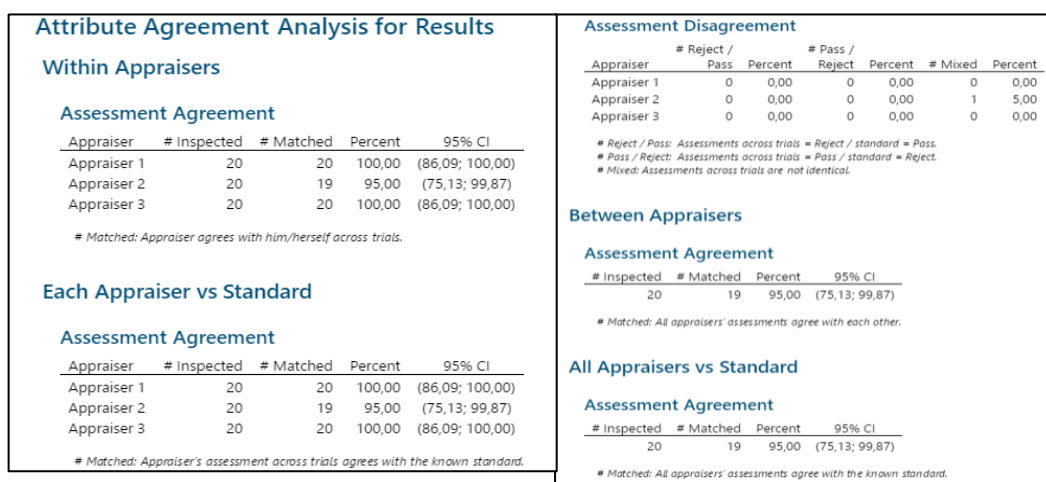 Attribute Agreement Analysis for Results
Within Appraisers
Assessment Agreement
Appraiser # Inspected # Matched Percent 95% CI
Appraiser 1 20 20 100,00 (86,09; 100,00)
Appraiser 2 20 19 95,00 (75,13; 99,87)
Appraiser 3 20 20 100,00 (86,09; 100,00)
# Matched: Appraiser agrees with him/herself across trials.
Each Appraiser vs Standard
Assessment Agreement
Appraiser # Inspected # Matched Percent 95% CI
Appraiser 1 20 20 100,00 (86,09; 100,00)
Appraiser 2 20 19 95,00 (75,13; 99,87)
Appraiser 3 20 20 100,00 (86,09; 100,00)
# Matched: Appraiser's assessment across trials agrees with the known standard.
Assessment Disagreement
# Reject / # Pass /
Appraiser Pass Percent Reject Percent # Mixed Percent
Appraiser 1 0 0,00 0 0,00 0 0,00
Appraiser 2 0 0,00 0 0,00 1 5,00
Appraiser 3 0 0,00 0 0,00 0 0,00
# Reject / Pass: Assessments across trials = Reject / standard = Pass.
# Pass / Reject: Assessments across trials = Pass / standard = Reject.
# Mixed: Assessments across trials are not identical.
Between Appraisers
Assessment Agreement
# Inspected # Matched Percent 95% CI
20 19 95,00 (75,13; 99,87)
# Matched: All appraisers' assessments agree with each other.
All Appraisers vs Standard
Assessment Agreement
# Inspected # Matched Percent 95% CI
20 19 95,00 (75,13; 99,87)
# Matched: All appraisers' assessments agree with the known standard.